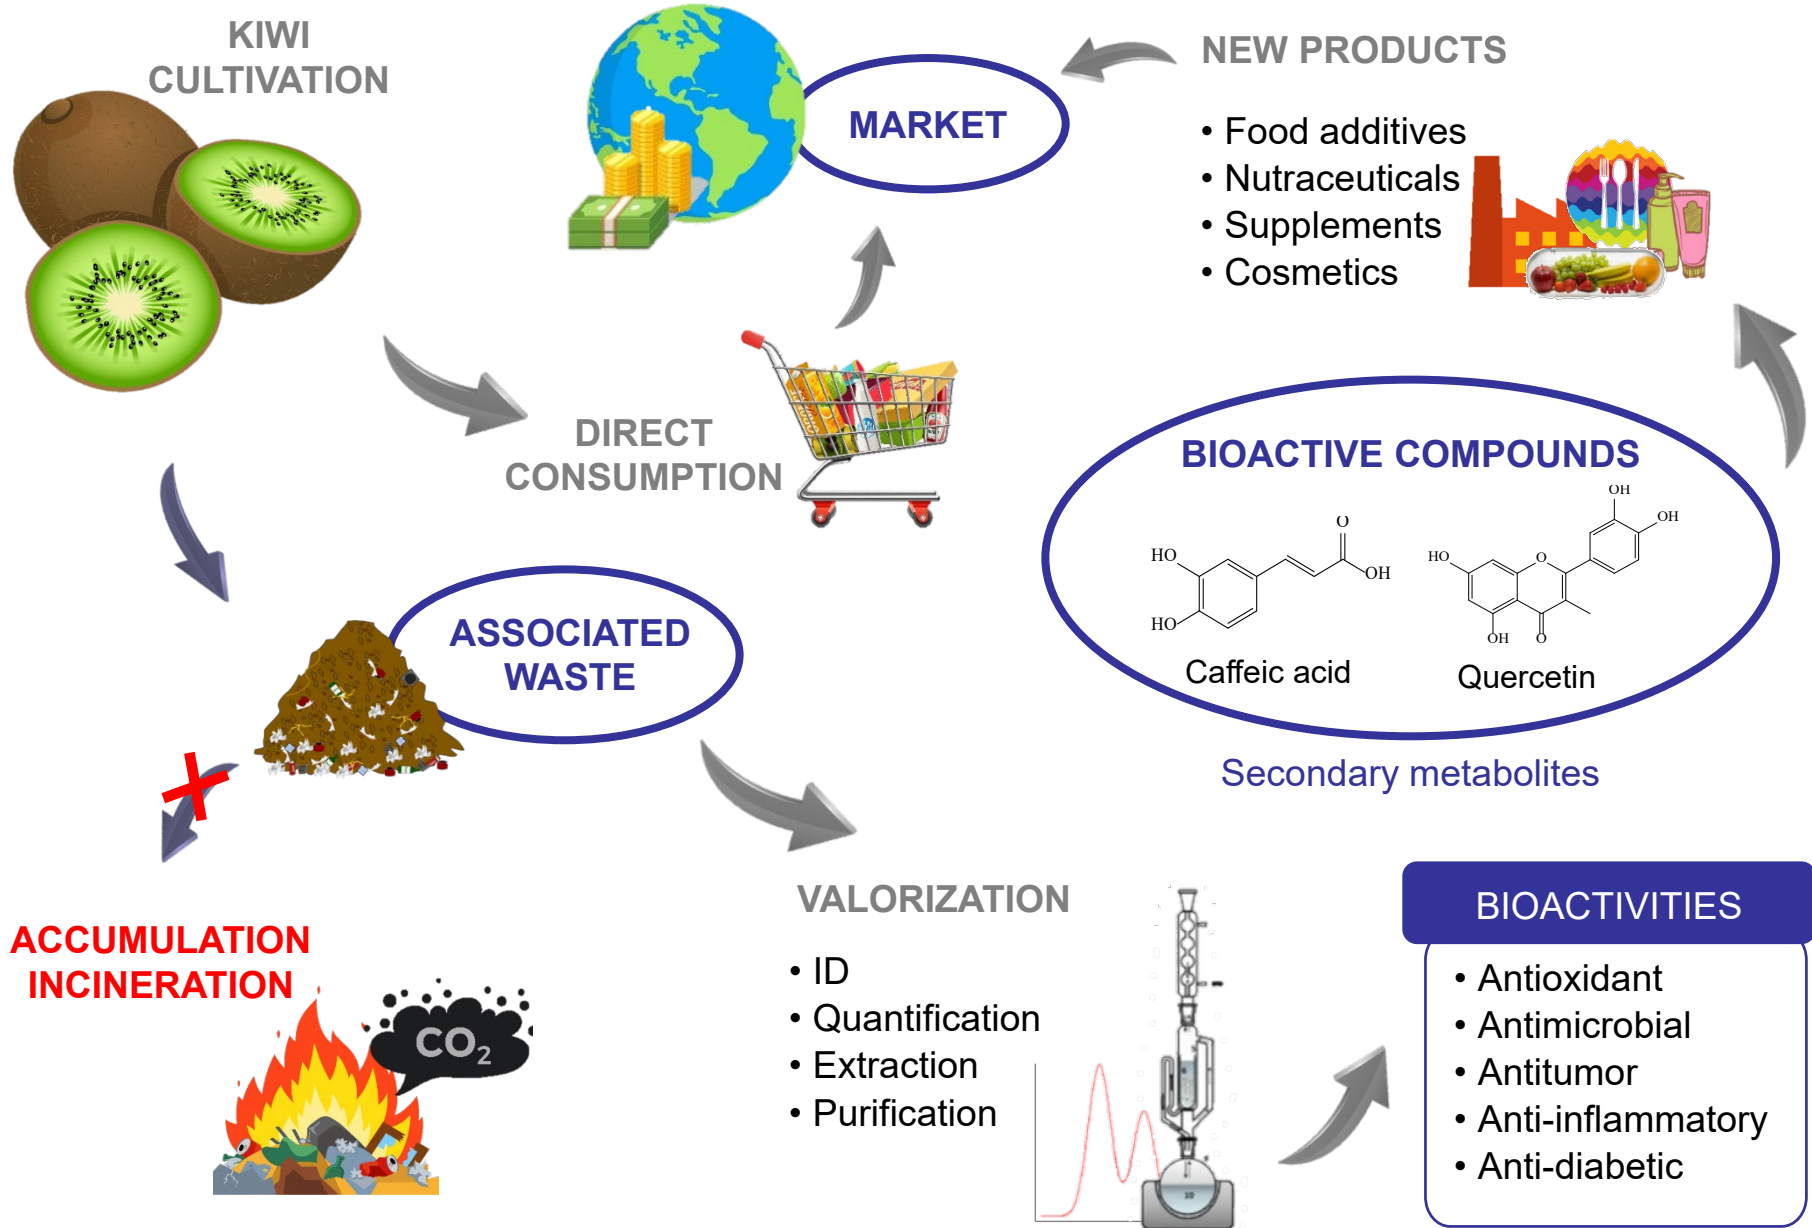 KIWI
CULTIVATION
MARKET
NEW PRODUCTS
• Food additives
• Nutraceuticals
• Supplements
• Cosmetics
DIRECT
CONSUMPTION
BIOACTIVE COMPOUNDS
HO
HO
O
OH
Caffeic acid
OH
OH
HO
O
OH
O
Quercetin
Secondary metabolites
ASSOCIATED
WASTE
ACCUMULATION
INCINERATION
CO₂
VALORIZATION
• ID
• Quantification
• Extraction
• Purification
10
BIOACTIVITIES
• Antioxidant
• Antimicrobial
• Antitumor
• Anti-inflammatory
• Anti-diabetic